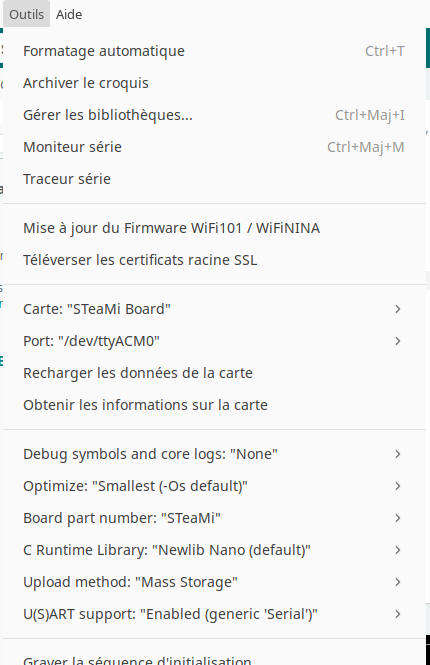 Outils Aide
Formatage automatique Ctrl+T
Archiver le croquis
Gérer les bibliothèques... Ctrl+Maj+I
Moniteur série Ctrl+Maj+M
Traceur série
Mise à jour du Firmware WiFi101 / WiFiNINA
Téléverser les certificats racine SSL
Carte: "STeaMi Board"
Port: "/dev/ttyACM0"
Recharger les données de la carte
Obtenir les informations sur la carte
Debug symbols and core logs: "None"
Optimize: "Smallest (-Os default)"
Board part number: "STeaMi"
C Runtime Library: "Newlib Nano (default)"
Upload method: "Mass Storage"
U(S)ART support: "Enabled (generic 'Serial')"
Graver la séquence d'initialisation